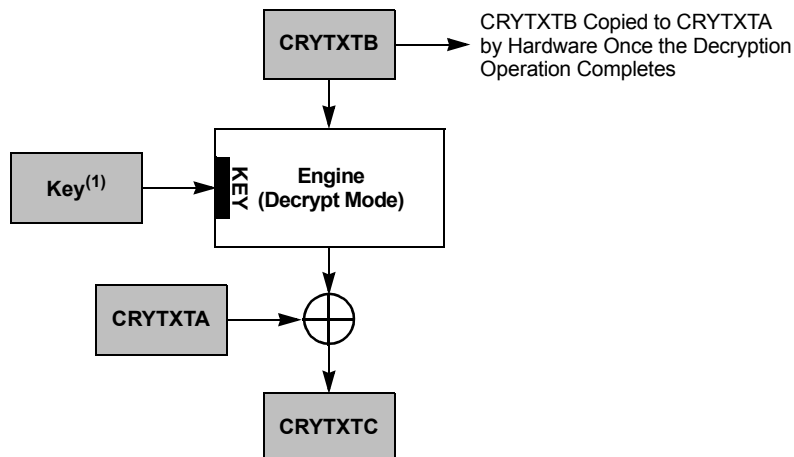 CRYTXTB
CRYTXTB Copied to CRYTXTA
by Hardware Once the Decryption
Operation Completes
Key(1)
KEY
Engine
(Decrypt Mode)
CRYTXTA
CRYTXTC